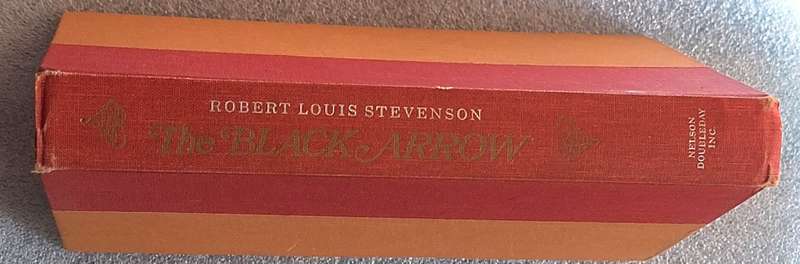 ROBERT LOUIS STEVENSON
The BLACK ARROW
NELSON
DOUBLEDAY
INC